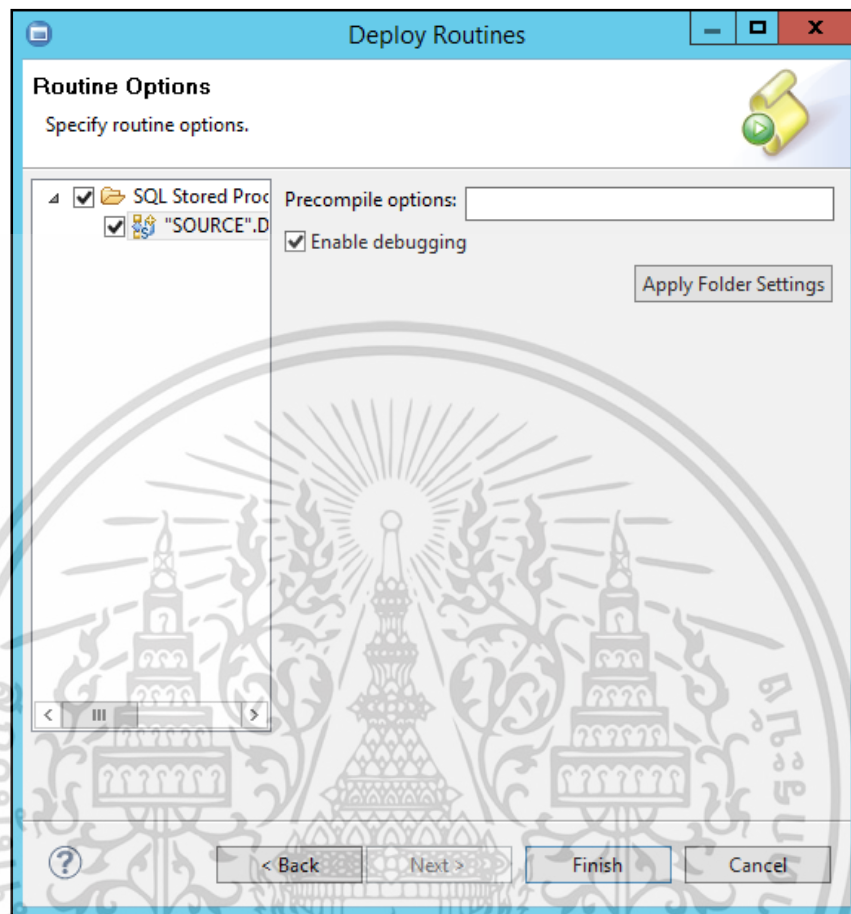 Deploy Routines
Routine Options
Specify routine options.
SQL Stored Proc
"SOURCE".D
Precompile options:
Enable debugging
Apply Folder Settings
< Back
Next >
Finish
Cancel